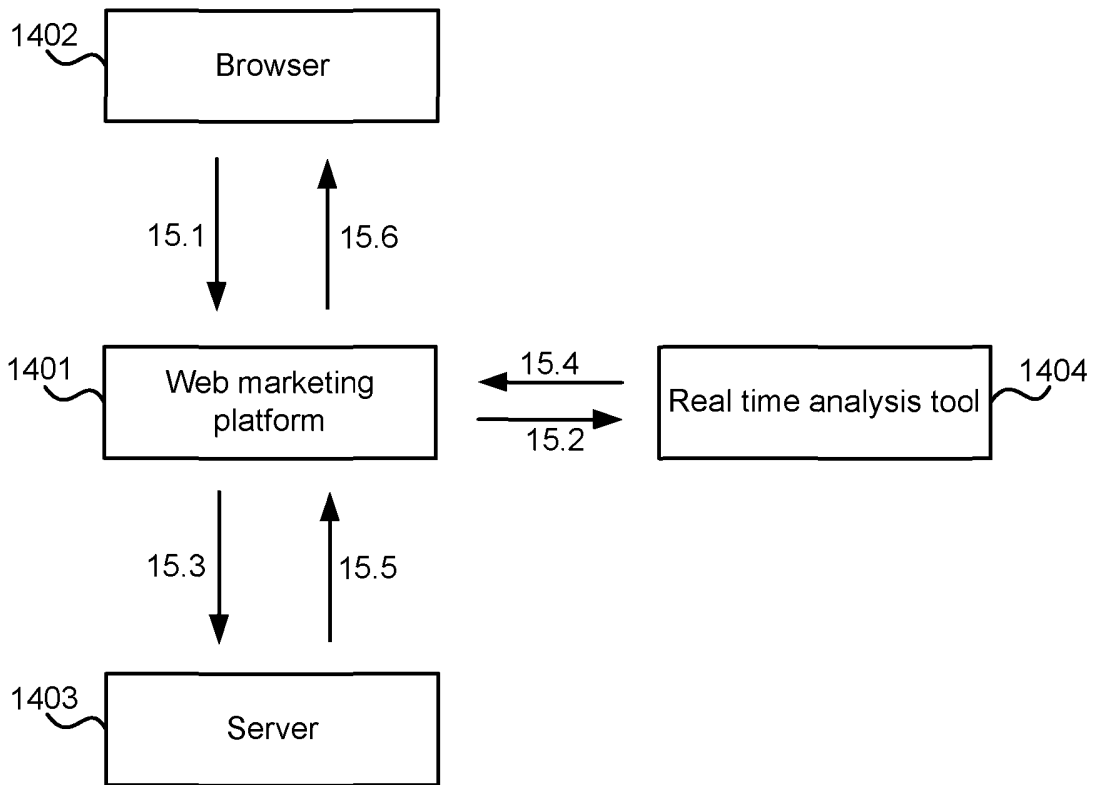 1402
Browser
15.1
15.6
1401
Web marketing
platform
15.4
15.2
Real time analysis tool
1404
15.3
15.5
1403
Server